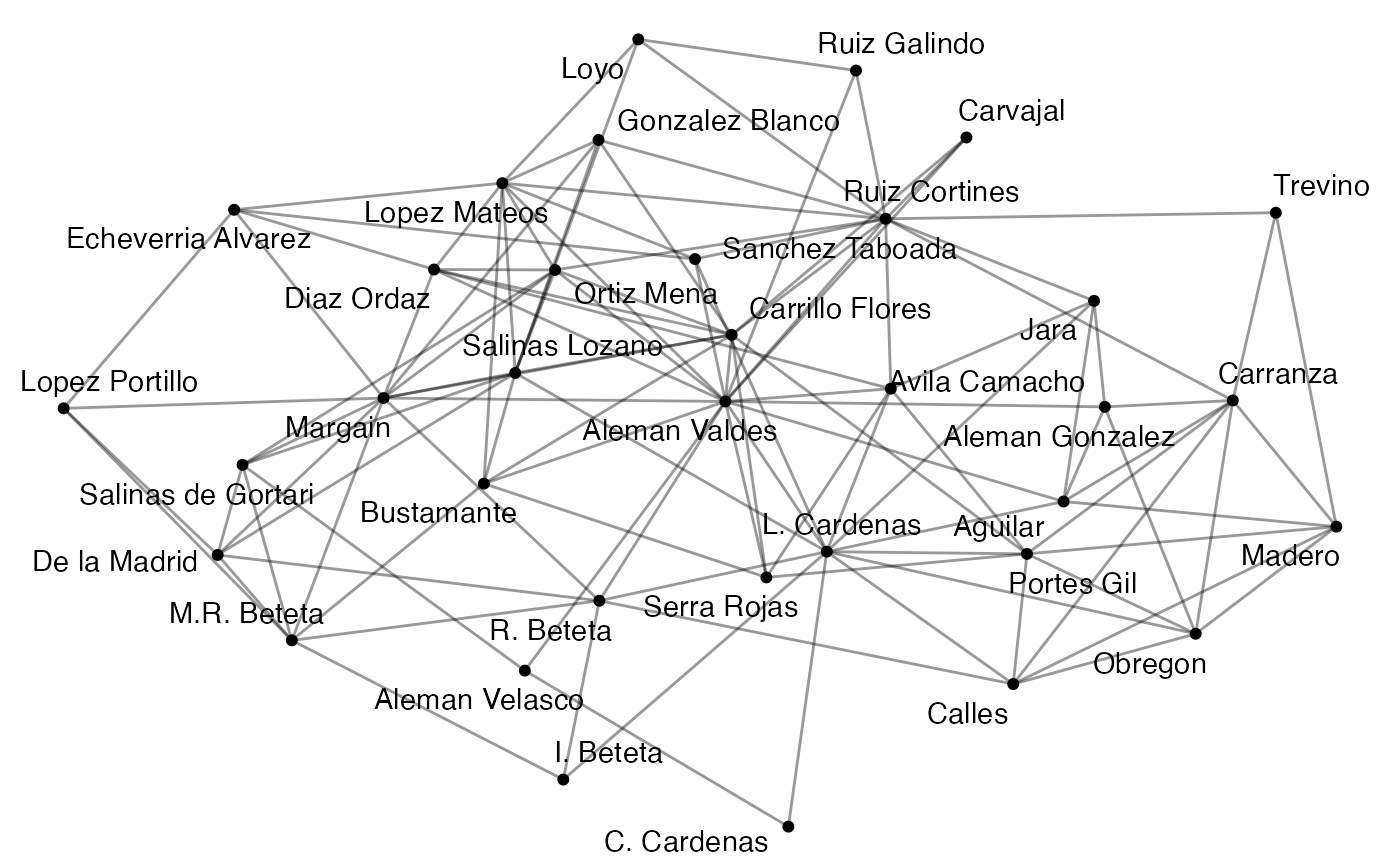 Ruiz Galindo
Loyo
Carvajal
Gonzalez Blanco
Trevino
Ruiz Cortines
Lopez Mateos
Echeverria Alvarez
Sanchez Taboada
Diaz Ordaz
Ortiz Mena
Carrillo Flores
Jara
Salinas Lozano
Carranza
Lopez Portillo
Avila Camacho
Margain
Aleman Valdes
Aleman Gonzalez
Salinas de Gortari
Bustamante
L. Cardenas
Aguilar
De la Madrid
Madero
Portes Gil
M.R. Beteta
Serra Rojas
R. Beteta
Obregon
Aleman Velasco
Calles
I. Beteta
C. Cardenas